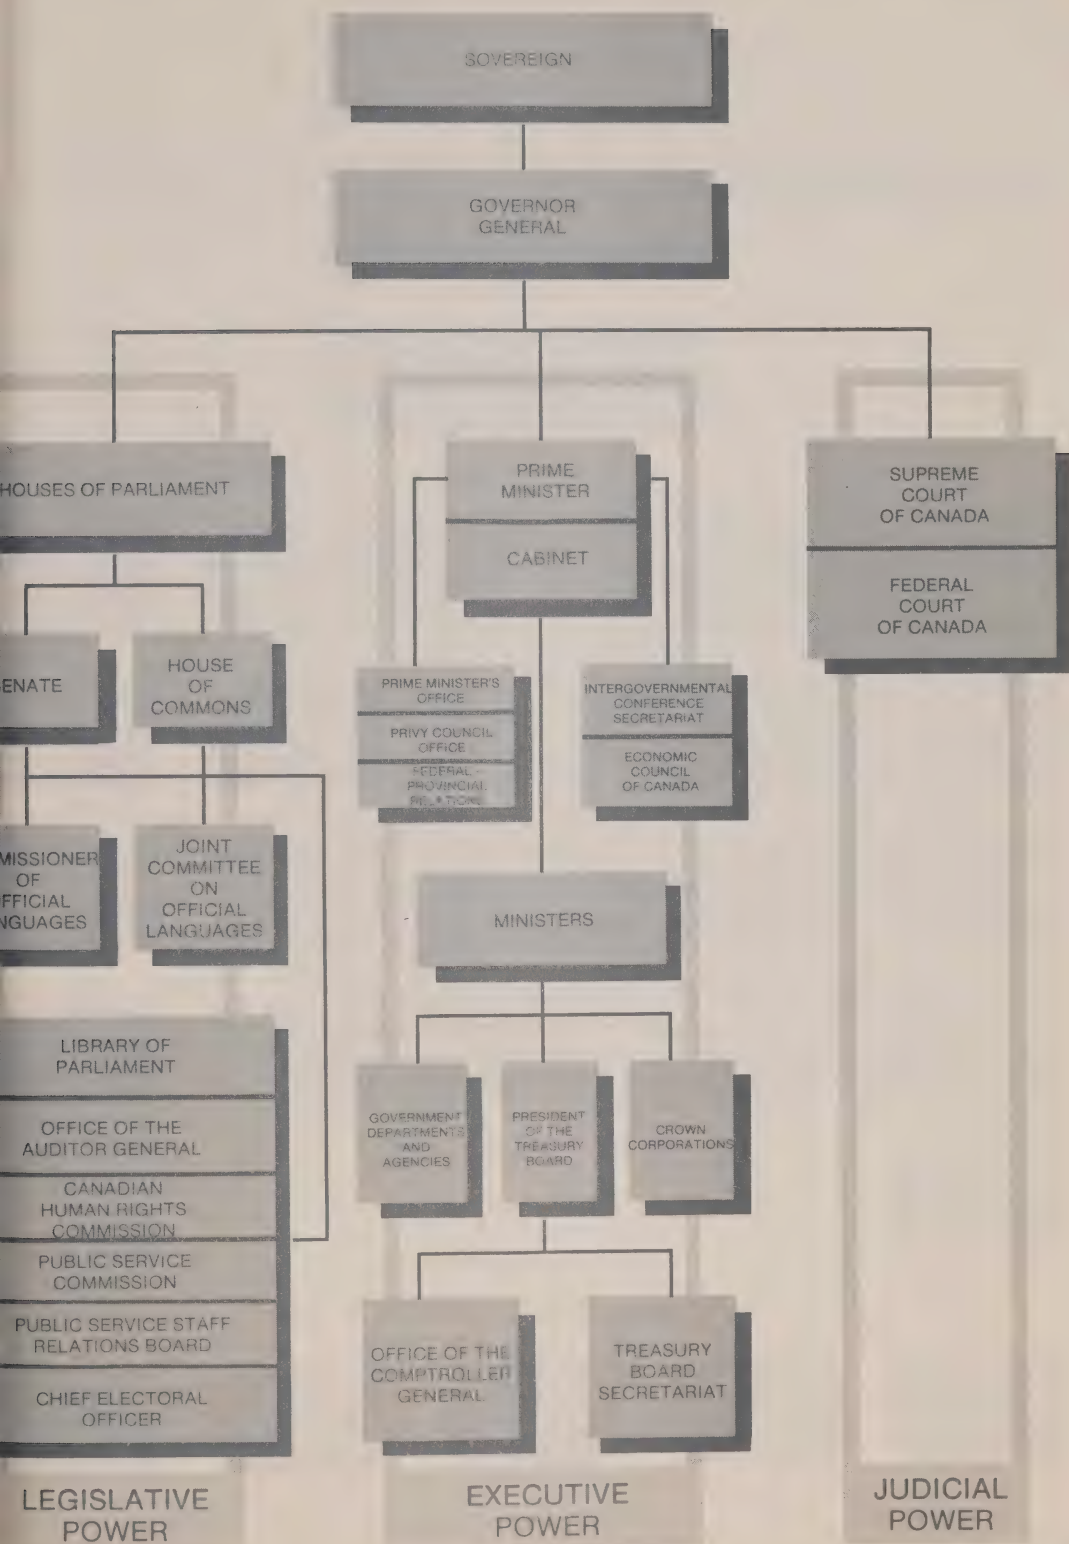 SOVEREIGN
GOVERNOR
GENERAL
HOUSES OF PARLIAMENT
HOUSE
OF
COMMONS
OF
JOINT
COMMITTEE
ON
OFFICIAL
LANGUAGES
LIBRARY OF
PARLIAMENT
OFFICE OF THE
AUDITOR GENERAL
CANADIAN
HUMAN RIGHTS
COMMISSION
PUBLIC SERVICE
COMMISSION
PUBLIC SERVICE STAFF
RELATIONS BOARD
CHIEF ELECTORAL
OFFICER
LEGISLATIVE
POWER
PRIME
MINISTER
CABINET
PRIME MINISTER'S
OFFICE
PRIVY COUNCIL
OFFICE
FEDERAL -
PROVINCIAL
RELATIONS
INTERGOVERNMENTAL
CONFERENCE
SECRETARIAT
ECONOMIC
COUNCIL
OF CANADA
MINISTERS
GOVERNMENT
DEPARTMENTS
AND
AGENCIES
PRESIDENT
OF THE
TREASURY
BOARD
CROWN
CORPORATIONS
OFFICE OF THE
COMPTROLLER
GENERAL
TREASURY
BOARD
SECRETARIAT
EXECUTIVE
POWER
SUPREME
COURT
OF CANADA
FEDERAL
COURT
OF CANADA
JUDICIAL
POWER